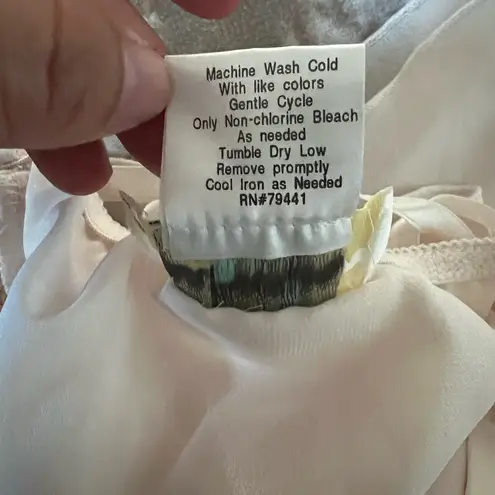 Machine Wash Cold
With like colors
Gentle Cycle
Only Non-chlorine Bleach
As needed
Tumble Dry Low
Remove promptly
Cool Iron as Needed
RN#79441